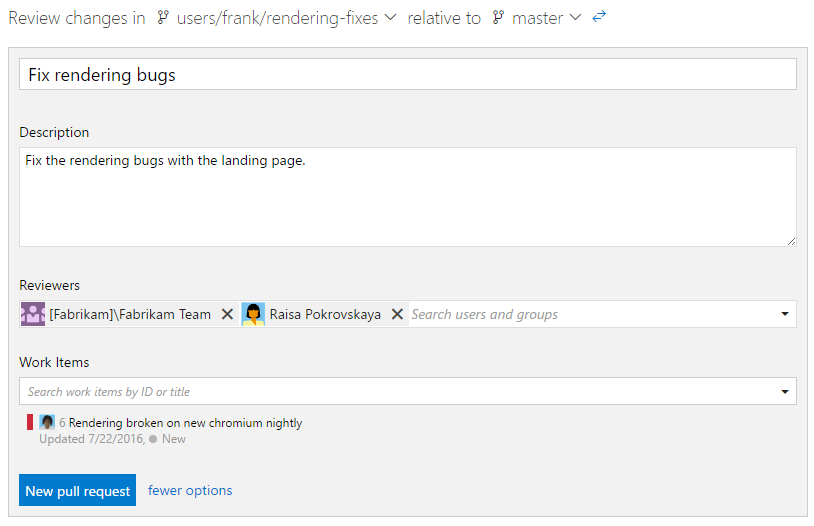 Review changes in users/frank/rendering-fixes relative to master
Fix rendering bugs
Description
Fix the rendering bugs with the landing page.
Reviewers
[Fabrikam]\Fabrikam Team Raisa Pokrovskaya Search users and groups
Work Items
Search work items by ID or title
6 Rendering broken on new chromium nightly
Updated 7/22/2016, New
New pull request fewer options